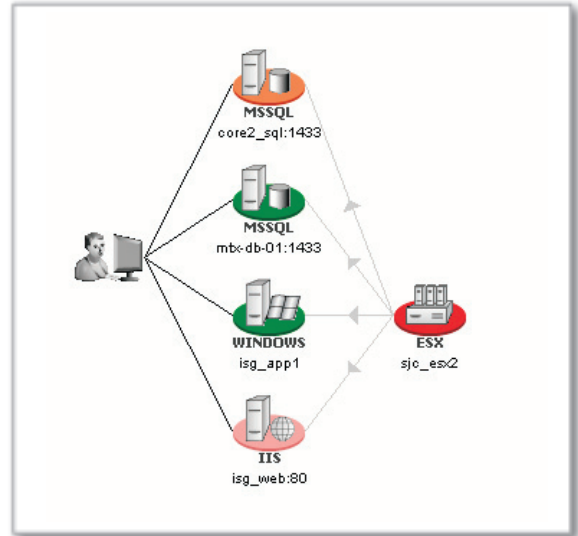 MSSQL
core2_sql:1433
MSSQL
mtx-db-01:1433
WINDOWS
isg_app1
ESX
sjc_esx2
IIS
isg_web:80